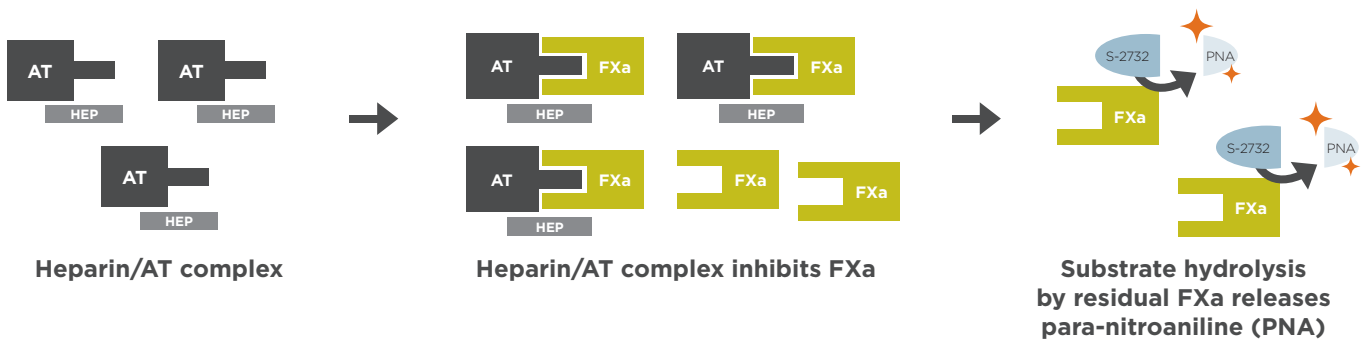 AT
HEP
AT
HEP
AT
HEP
Heparin/AT complex
AT
FXa
HEP
AT
FXa
HEP
AT
FXa
HEP
FXa
FXa
Heparin/AT complex inhibits FXa
S-2732
PNA
FXa
S-2732
PNA
FXa
Substrate hydrolysis
by residual FXa releases
para-nitroaniline (PNA)